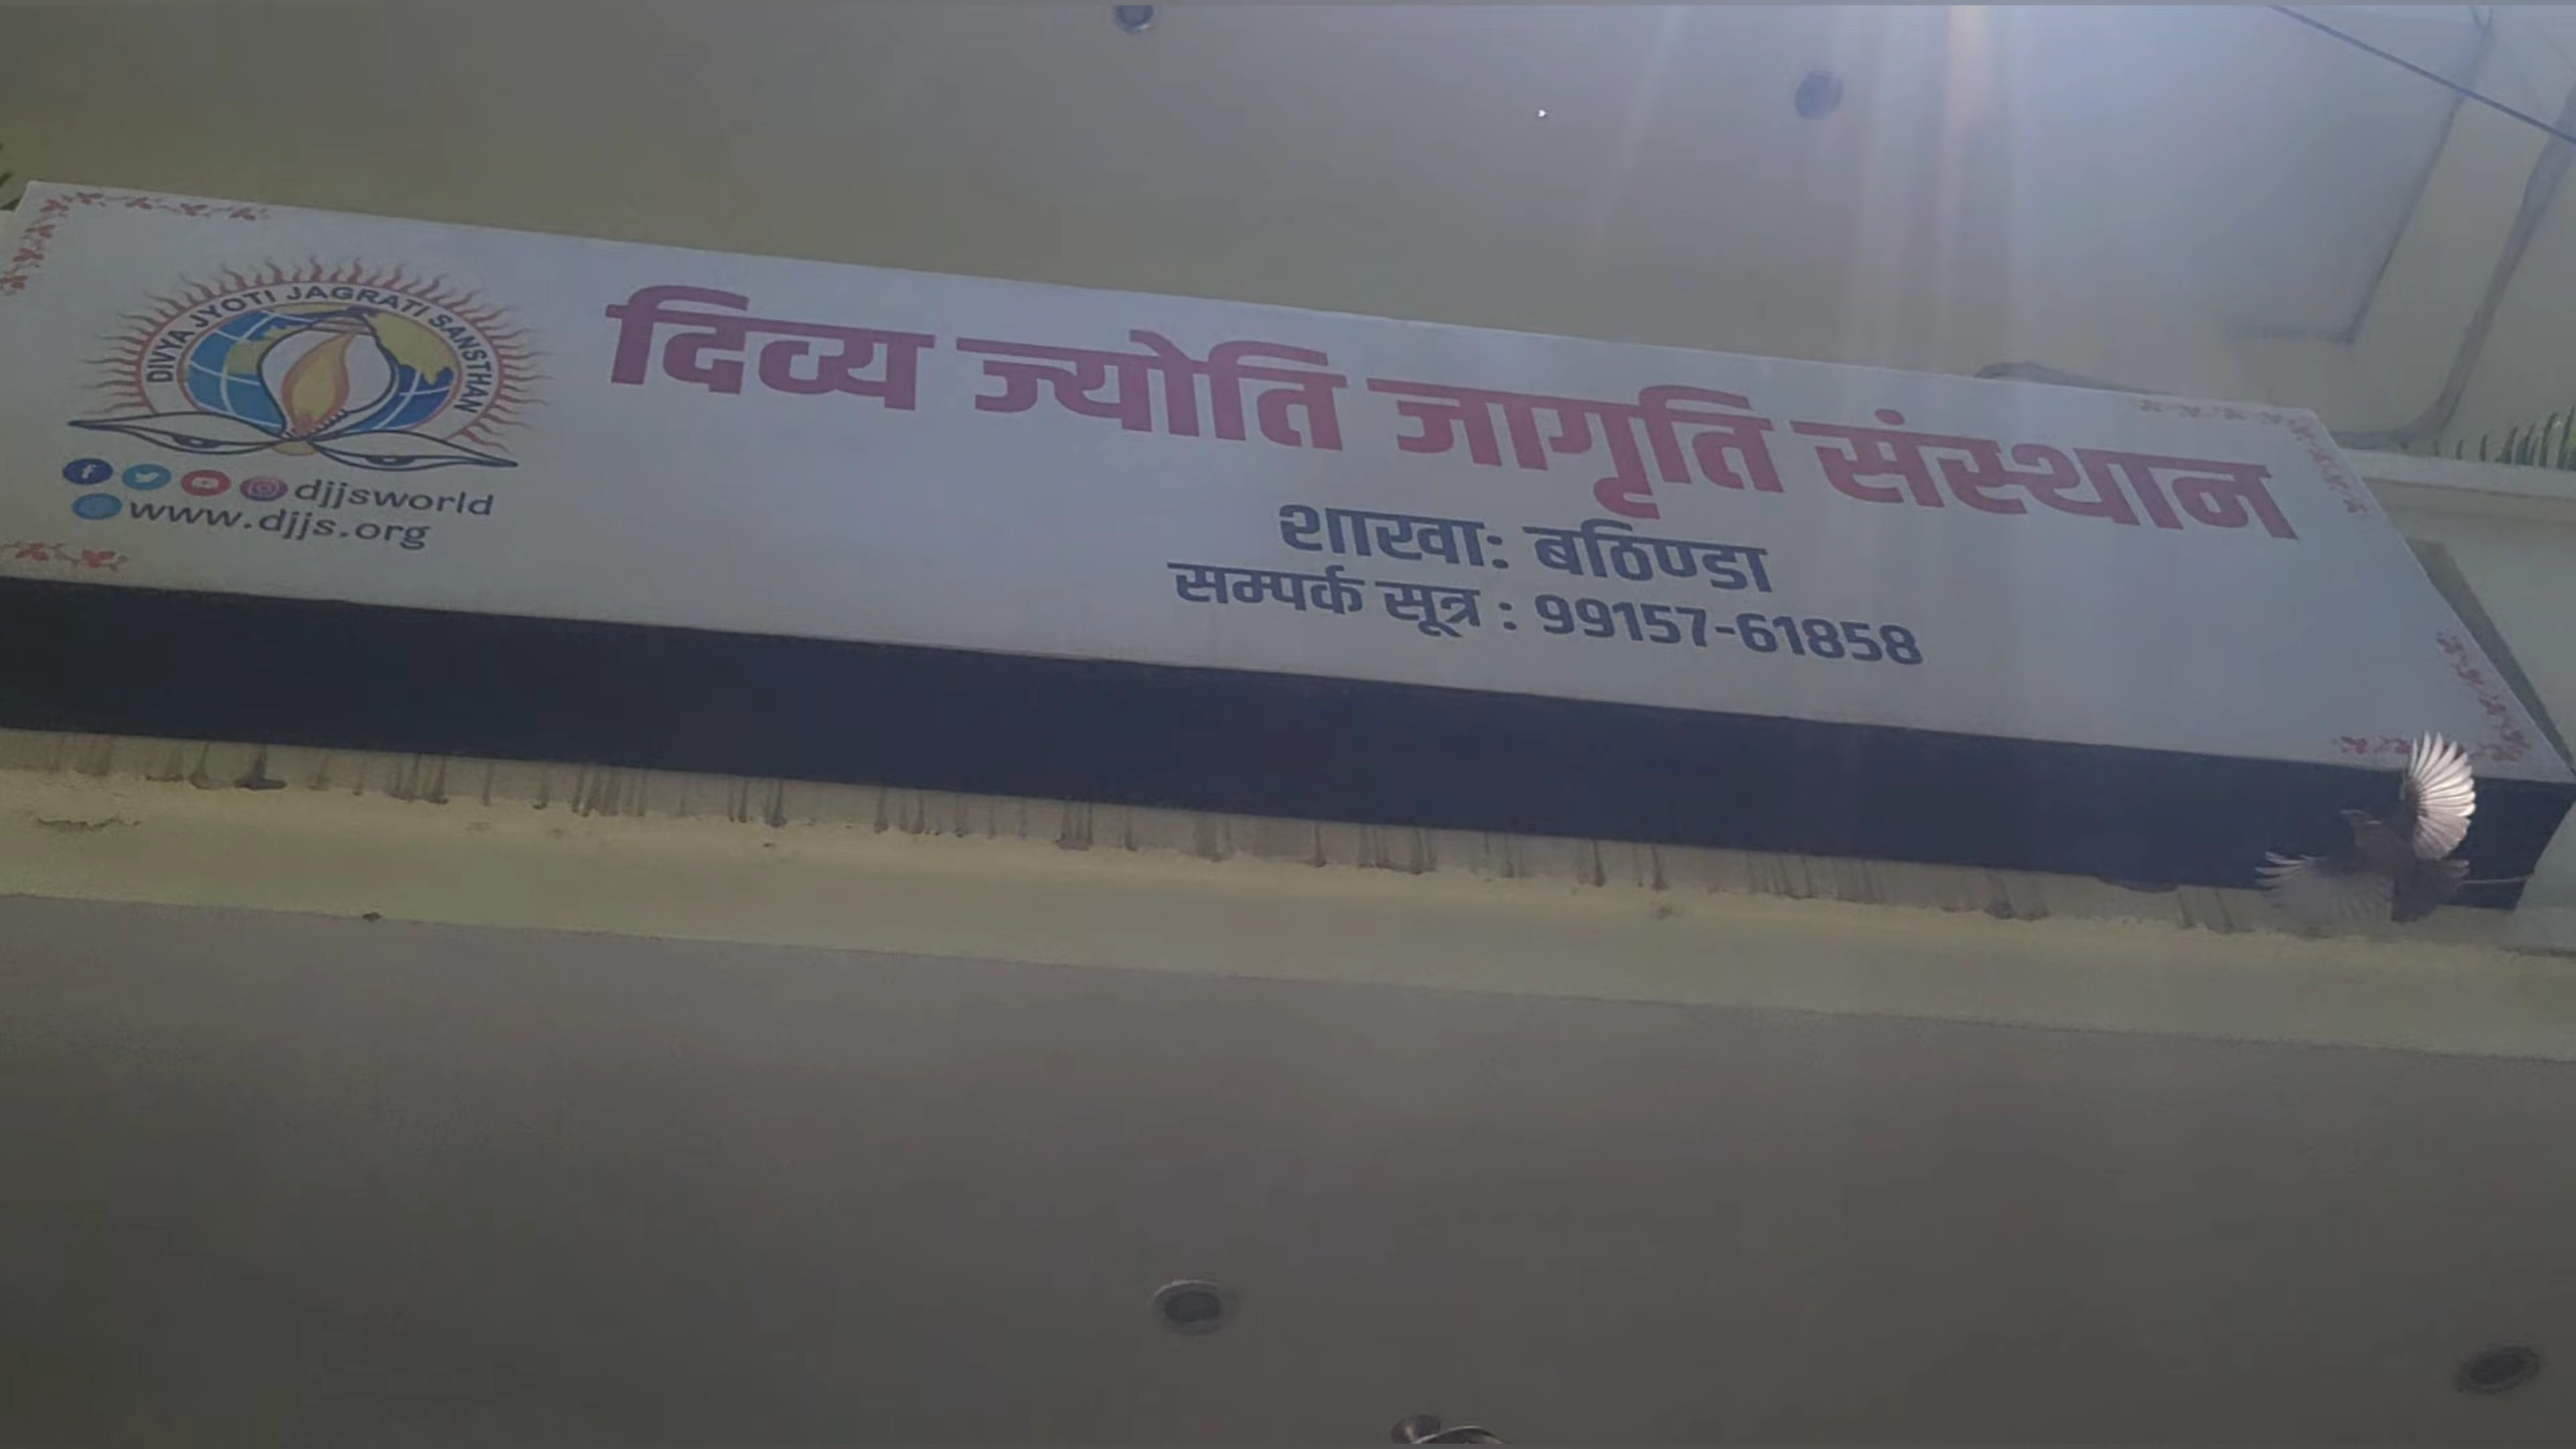 DIVYA JYOTI JAGRATI SANSTHAN
djjsworld
www.djjs.org
दिव्य ज्योति जागृति संस्थान
शाखा: बठिण्डा
सम्पर्क सूत्र : 99157-61858